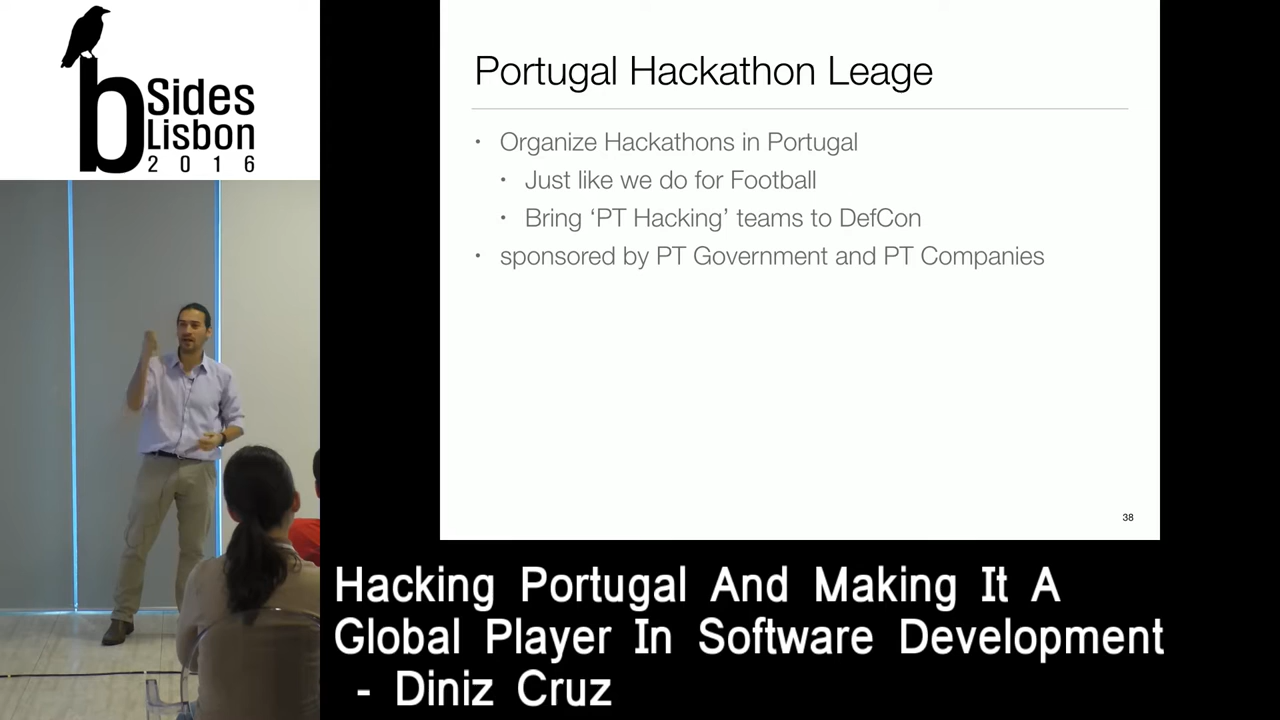 b Sides
Lisbon
2016
Portugal Hackathon Leage
• Organize Hackathons in Portugal
• Just like we do for Football
• Bring ‘PT Hacking’ teams to DefCon
• sponsored by PT Government and PT Companies
38
Hacking Portugal And Making It A
Global Player In Software Development
- Diniz Cruz